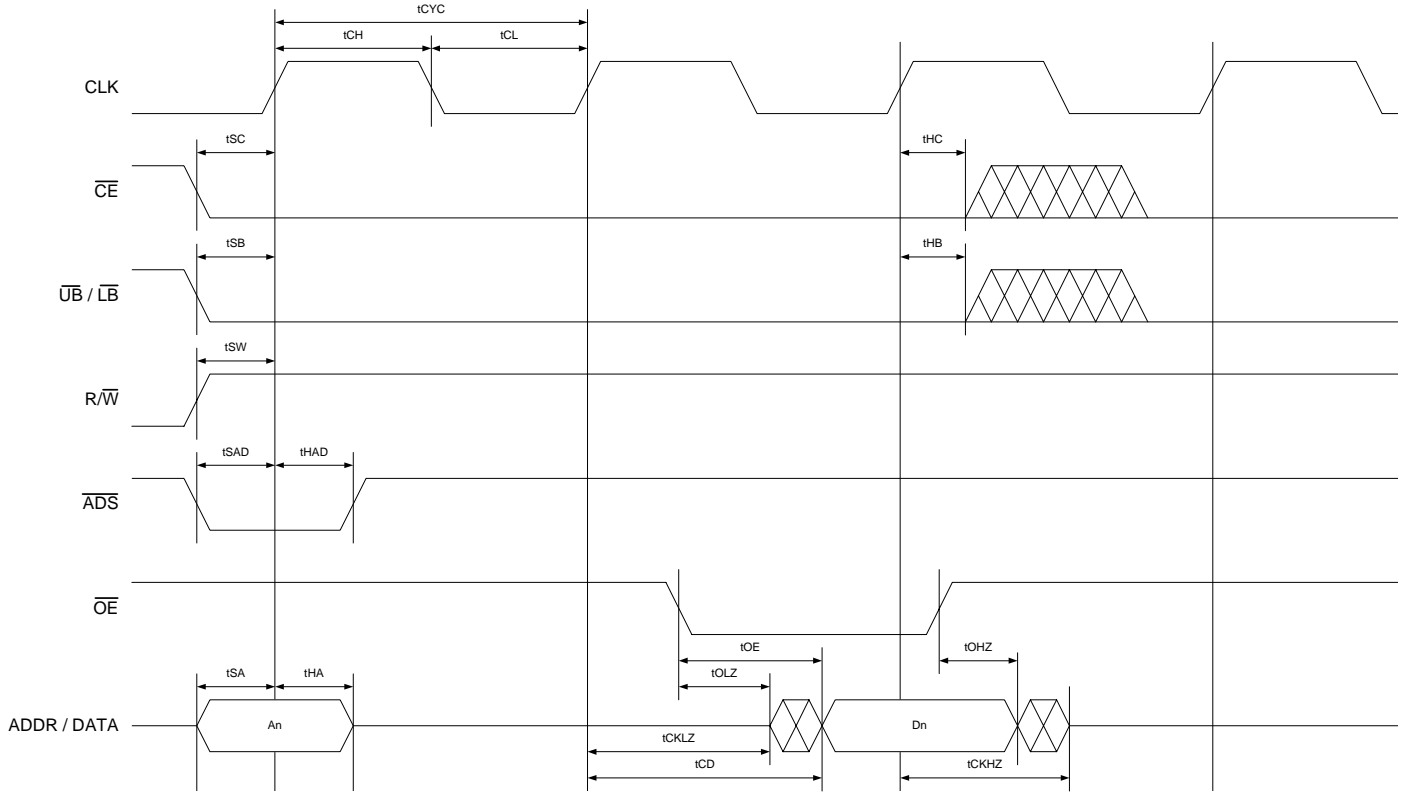 tCYC
tCH tCL
CLK
tSC tHC
CE
tSB tHB
UB / LB
tSW
R/W
tSAD tHAD
ADS
OE
tOE tOHZ
tSA tHA tOLZ
ADDR / DATA An Dn
tCKLZ
tCD tCKHZ